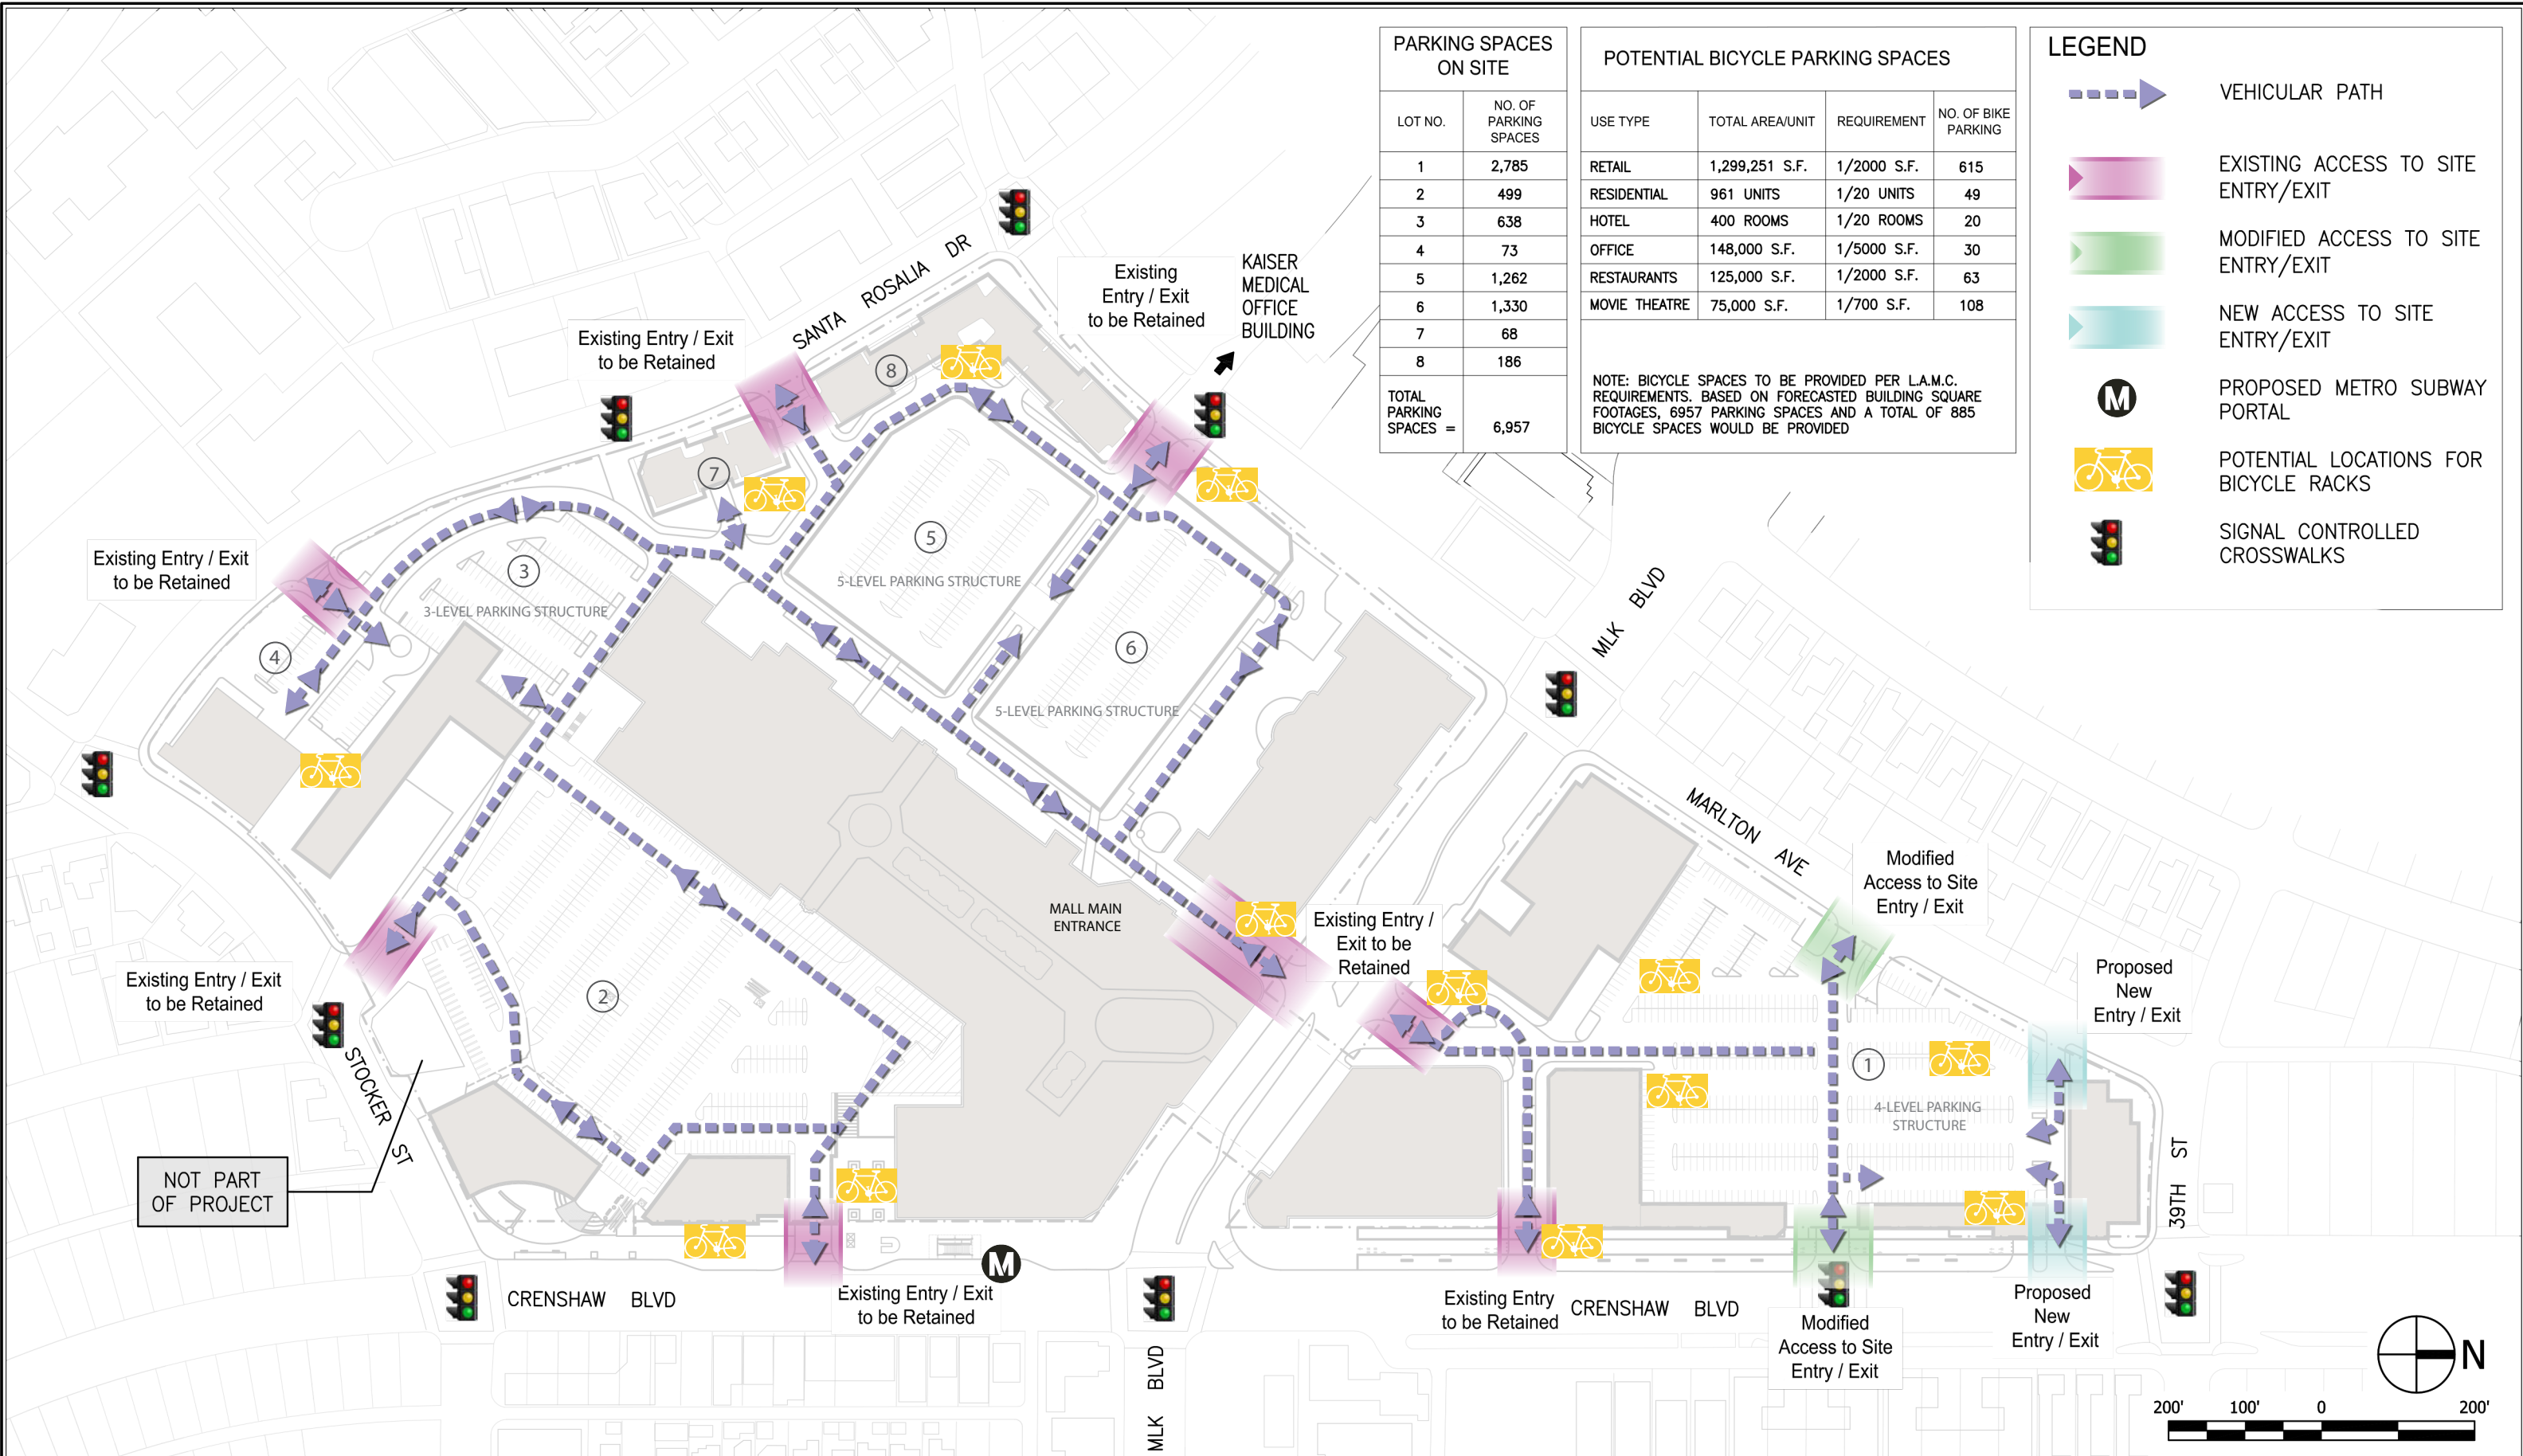 PARKING SPACES
ON SITE
LOT NO.
NO. OF
PARKING
SPACES
1 2,785
2 499
3 638
4 73
5 1,262
6 1,330
7 68
8 186
TOTAL
PARKING
SPACES = 6,957
POTENTIAL BICYCLE PARKING SPACES
USE TYPE TOTAL AREA/UNIT REQUIREMENT NO. OF BIKE
PARKING
RETAIL 1,299,251 S.F. 1/2000 S.F. 615
RESIDENTIAL 961 UNITS 1/20 UNITS 49
HOTEL 400 ROOMS 1/20 ROOMS 20
OFFICE 148,000 S.F. 1/5000 S.F. 30
RESTAURANTS 125,000 S.F. 1/2000 S.F. 63
MOVIE THEATRE 75,000 S.F. 1/700 S.F. 108
NOTE: BICYCLE SPACES TO BE PROVIDED PER L.A.M.C.
REQUIREMENTS. BASED ON FORECASTED BUILDING SQUARE
FOOTAGES, 6957 PARKING SPACES AND A TOTAL OF 885
BICYCLE SPACES WOULD BE PROVIDED
LEGEND
VEHICULAR PATH
EXISTING ACCESS TO SITE
ENTRY/EXIT
MODIFIED ACCESS TO SITE
ENTRY/EXIT
NEW ACCESS TO SITE
ENTRY/EXIT
M
PROPOSED METRO SUBWAY
PORTAL
POTENTIAL LOCATIONS FOR
BICYCLE RACKS
SIGNAL CONTROLLED
CROSSWALKS
SANTA ROSALIA DR
Existing
Entry / Exit
to be Retained
KAISER
MEDICAL
OFFICE
BUILDING
Existing Entry / Exit
to be Retained
8
7
5
5-LEVEL PARKING STRUCTURE
Existing Entry / Exit
to be Retained
3
3-LEVEL PARKING STRUCTURE
4
6
5-LEVEL PARKING STRUCTURE
MLK BLVD
MARLTON AVE
MALL MAIN
ENTRANCE
Existing Entry /
Exit to be
Retained
Modified
Access to Site
Entry / Exit
Proposed
New
Entry / Exit
Existing Entry / Exit
to be Retained
2
1
4-LEVEL PARKING
STRUCTURE
STOCKER ST
NOT PART
OF PROJECT
39TH ST
M
CRENSHAW BLVD
Existing Entry / Exit
to be Retained
MLK BLVD
Existing Entry
to be Retained
CRENSHAW BLVD
Modified
Access to Site
Entry / Exit
Proposed
New
Entry / Exit
N
200' 100' 0 200'